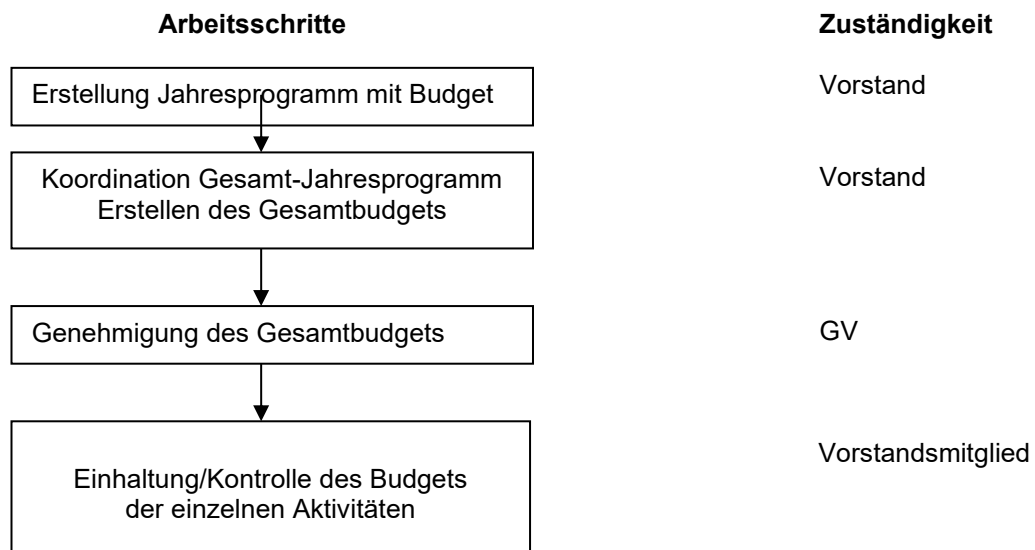 Arbeitsschritte
Zuständigkeit
Erstellung Jahresprogramm mit Budget
Vorstand
Koordination Gesamt-Jahresprogramm
Erstellen des Gesamtbudgets
Vorstand
Genehmigung des Gesamtbudgets
GV
Einhaltung/Kontrolle des Budgets
der einzelnen Aktivitäten
Vorstandsmitglied